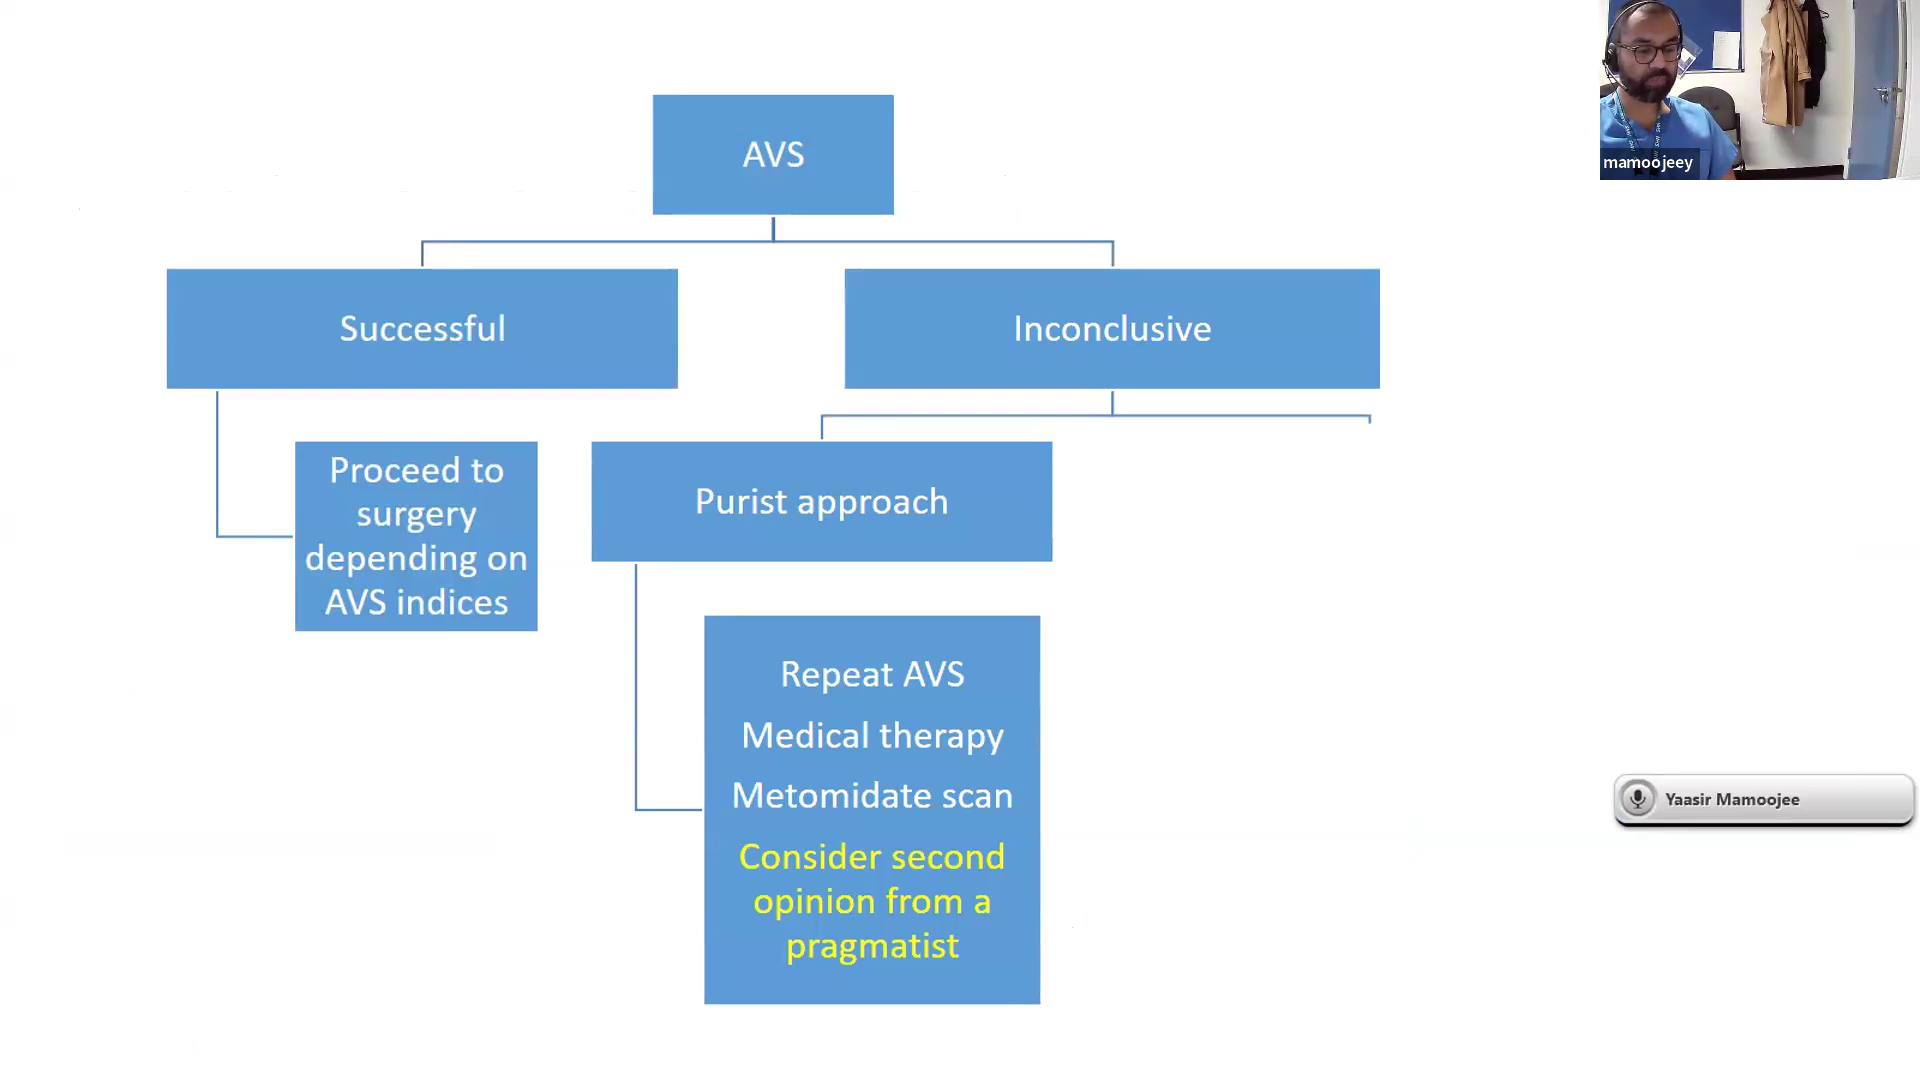 AVS
Successful
Inconclusive
Proceed to
surgery
depending on
AVS indices
Purist approach
Repeat AVS
Medical therapy
Metomidate scan
Consider second
opinion from a
pragmatist
mamoojeey
Yaasir Mamoojee